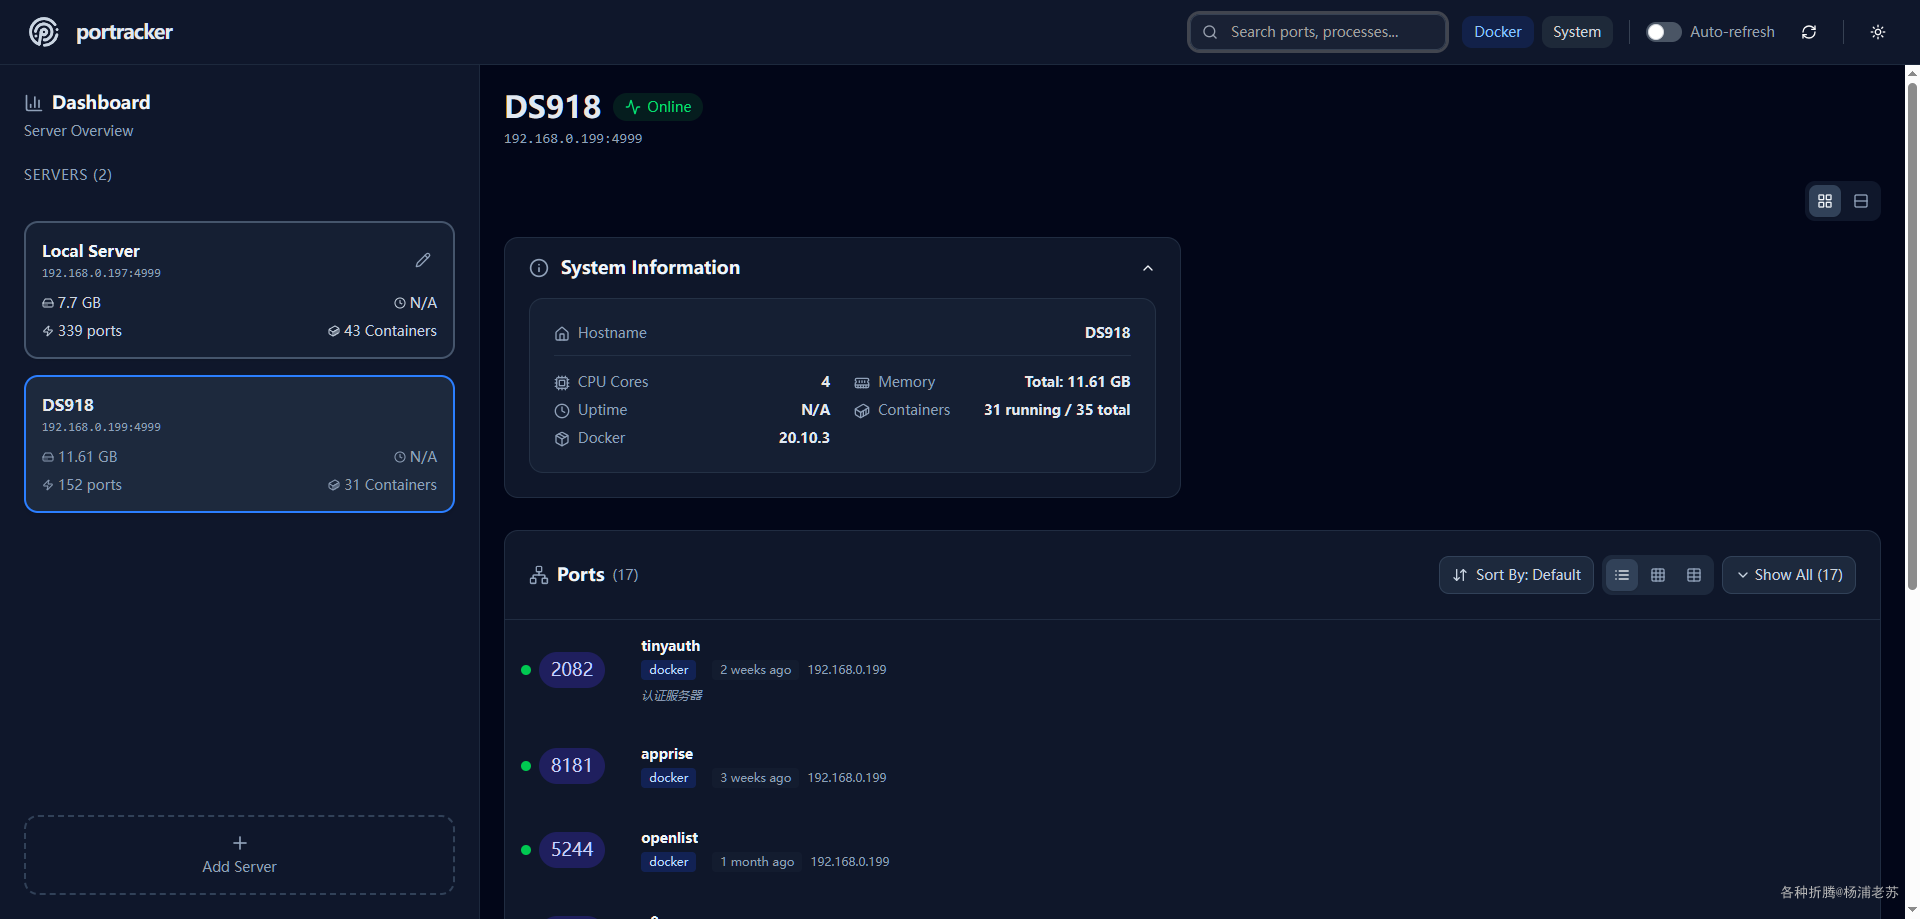 portracker
Search ports, processes...
Docker
System
Auto-refresh
Dashboard
Server Overview
SERVERS (2)
Local Server
192.168.0.197:4999
7.7 GB
N/A
339 ports
43 Containers
DS918
192.168.0.199:4999
11.61 GB
N/A
152 ports
31 Containers
Add Server
DS918
Online
192.168.0.199:4999
System Information
Hostname
DS918
CPU Cores
4
Memory
Total: 11.61 GB
Uptime
N/A
Containers
31 running / 35 total
Docker
20.10.3
Ports (17)
Sort By: Default
Show All (17)
2082
tinyauth
docker
2 weeks ago
192.168.0.199
认证服务器
8181
apprise
docker
3 weeks ago
192.168.0.199
5244
openlist
docker
1 month ago
192.168.0.199
各种折腾@杨浦老苏